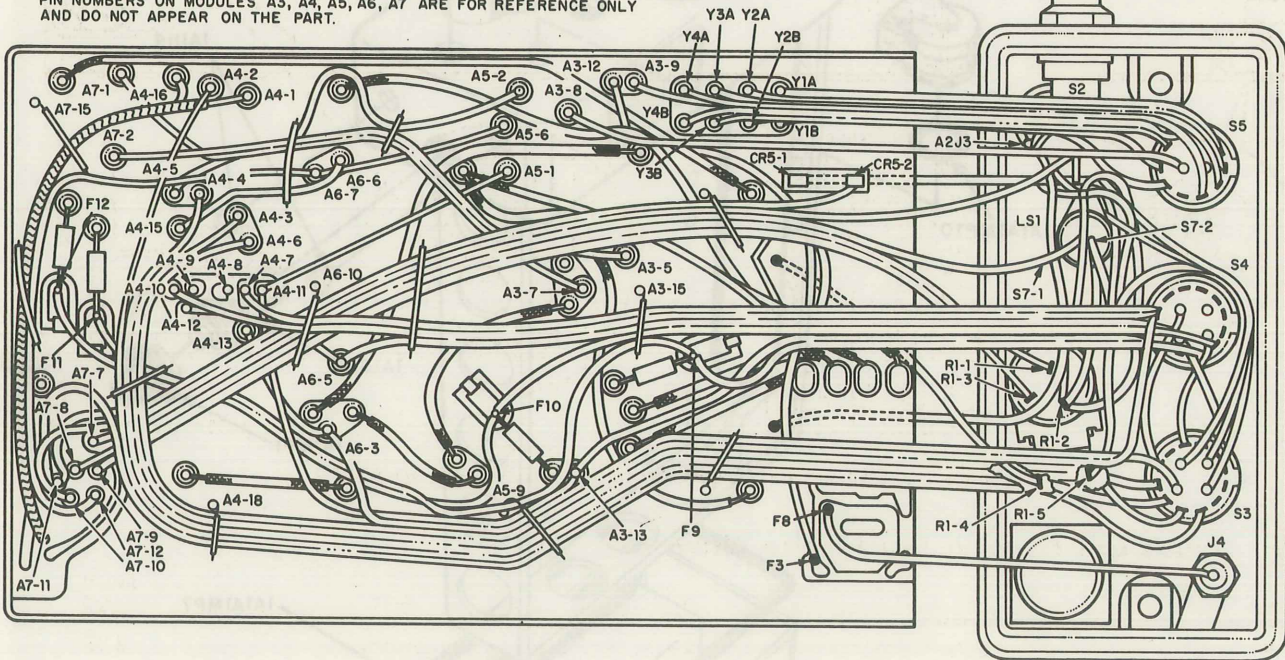 PIN NUMBERS ON MODULES A3, A4, A5, A6, A7 ARE FOR REFERENCE ONLY
AND DO NOT APPEAR ON THE PART.
Y3A Y2A
Y4A
Y2B
A7-1
A4-16
A4-2
A4-1
A5-2
A3-12
A3-9
A3-8
Y1A
S2
A7-15
Y4B
Y1B
S5
A7-2
A5-6
A2J3
A4-5
Y3B
CR5-1
CR5-2
A4-4
A6-6
A6-7
A5-1
F12
A4-3
A4-15
LS1
S7-2
A4-6
A4-9
A4-8
A4-7
A6-10
A3-5
S7-1
S4
A4-10
A4-11
A3-7
A3-15
A4-12
A4-13
F11
A7-7
A6-5
R1-1
R1-3
A7-8
F10
R1-2
A6-3
A4-18
A5-9
A7-9
A7-12
A7-10
A7-11
A3-13
F9
F8
F3
R1-4
R1-5
S3
J4